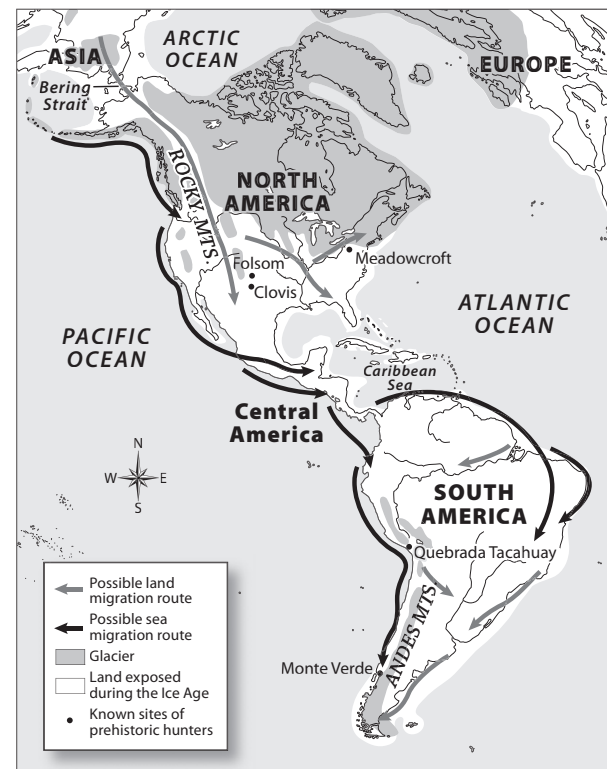 ARCTIC
OCEAN
ASIA
EUROPE
Bering
Strait
ROCKY MTS.
NORTH
AMERICA
Meadowcroft
Folsom
Clovis
ATLANTIC
OCEAN
PACIFIC
OCEAN
Caribbean
Sea
Central
America
N
W E
S
SOUTH
AMERICA
Quebrada Tacahuay
ANDES MTS.
Monte Verde
Possible land
migration route
Possible sea
migration route
Glacier
Land exposed
during the Ice Age
Known sites of
prehistoric hunters